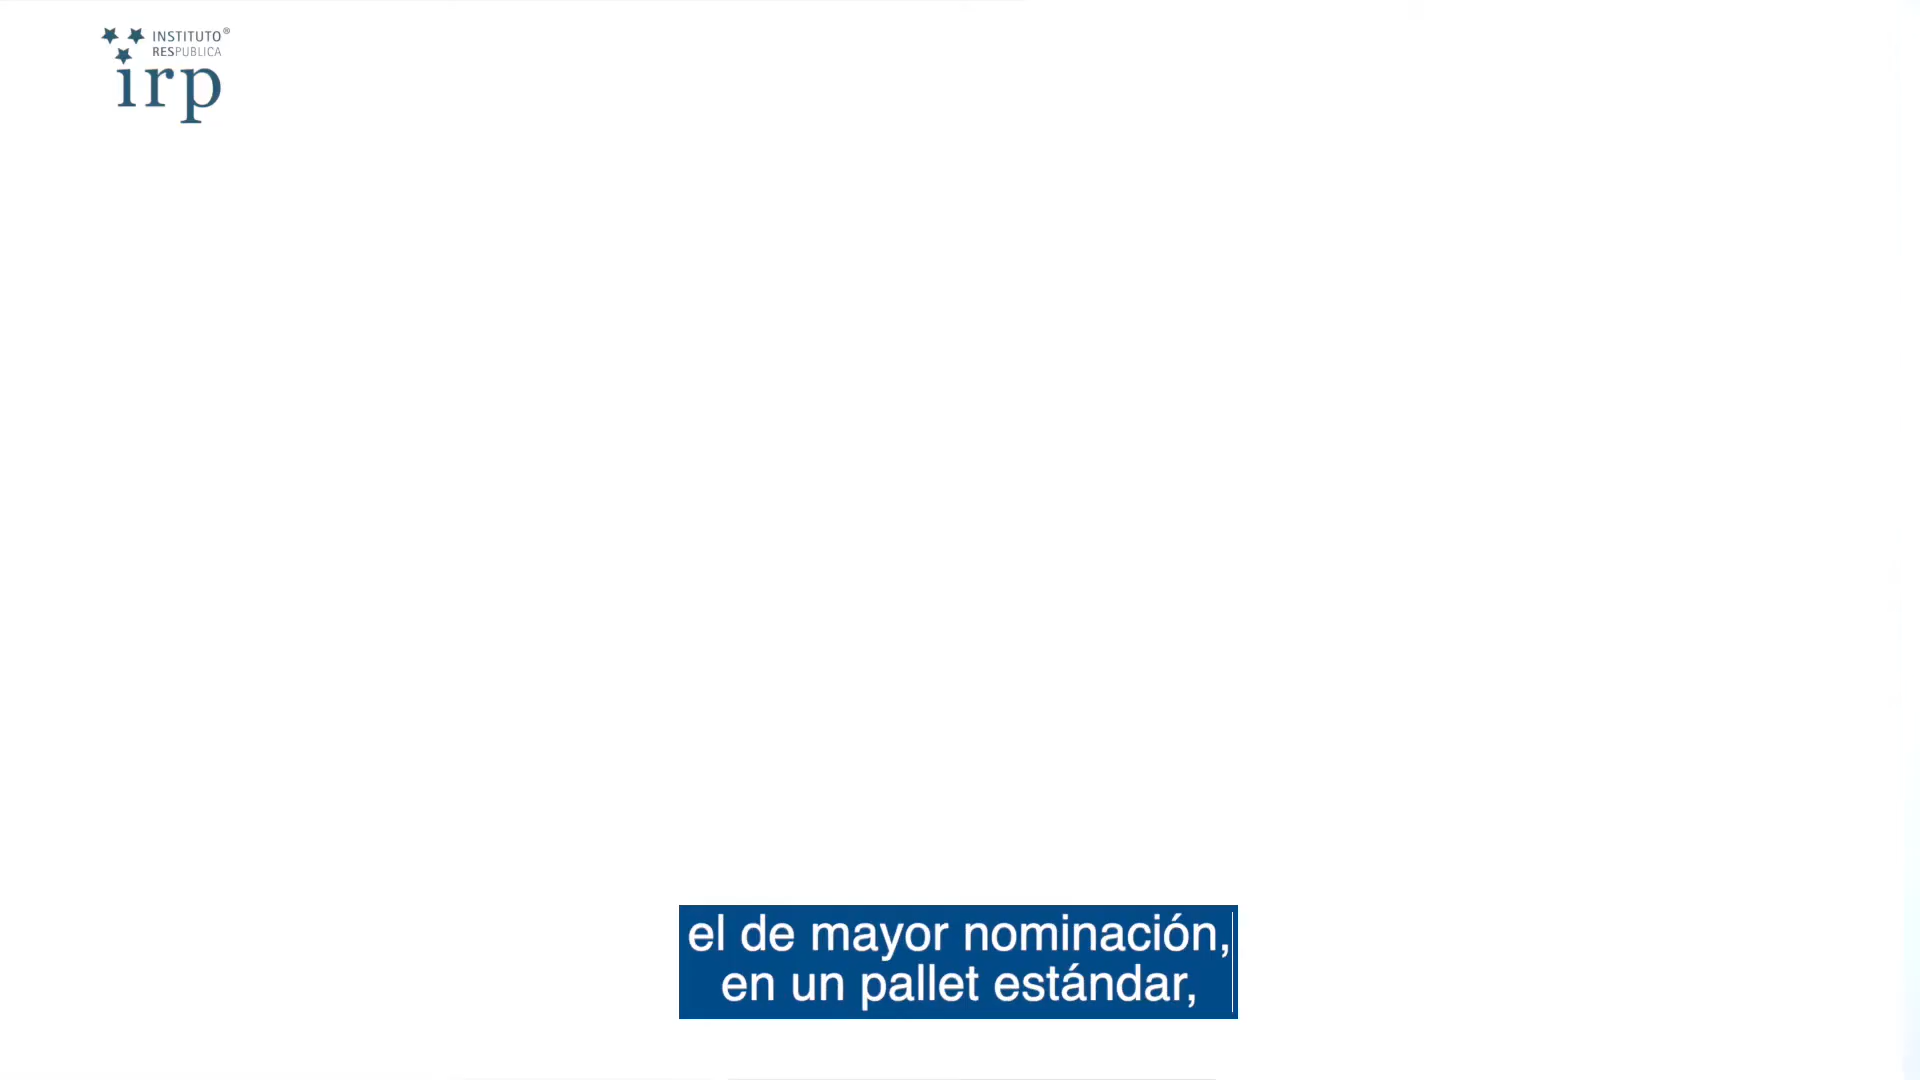 INSTITUTO®
RESPUBLICA
irp
el de mayor nominación,
en un pallet estándar,